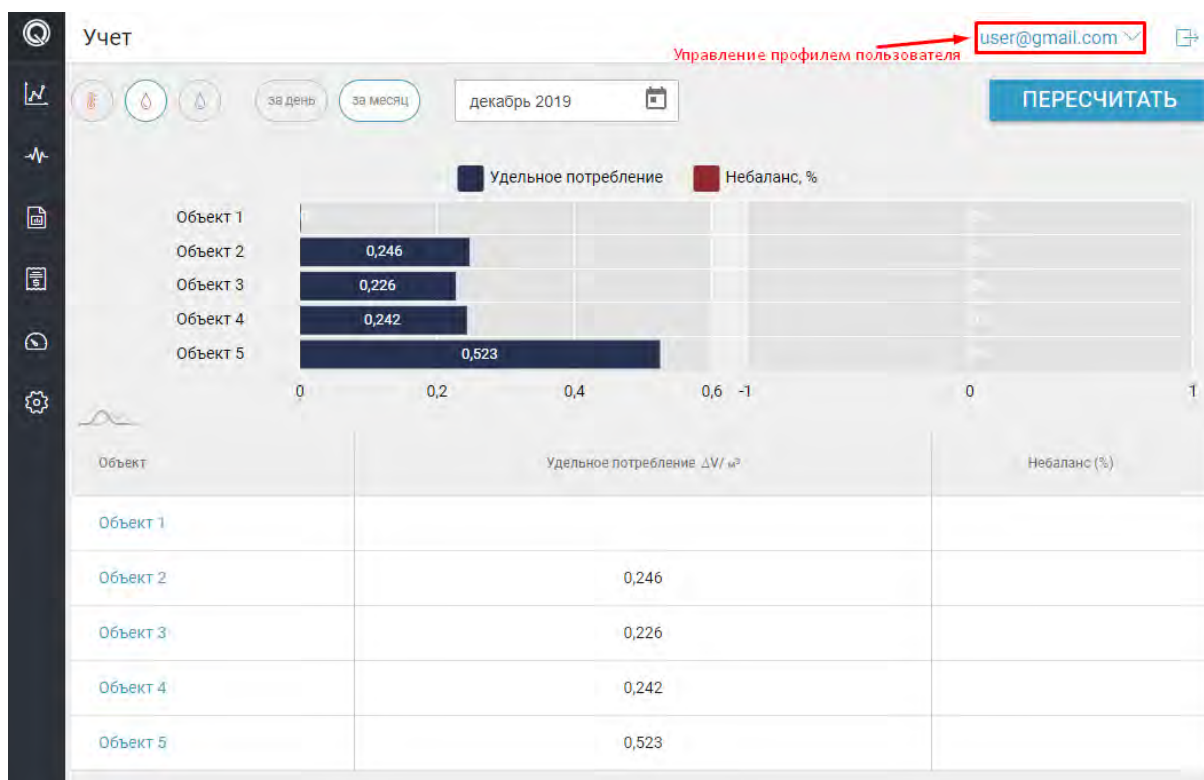 Учет
user@gmail.com
Управление профилем пользователя
за день
за месяц
декабрь 2019
ПЕРЕСЧИТАТЬ
Удельное потребление
Небаланс, %
Объект 1
Объект 2
0,246
Объект 3
0,226
Объект 4
0,242
Объект 5
0,523
0 0,2 0,4 0,6 -1 0 1
Объект Удельное потребление ΔV/ м³ Небаланс (%)
Объект 1
Объект 2 0,246
Объект 3 0,226
Объект 4 0,242
Объект 5 0,523